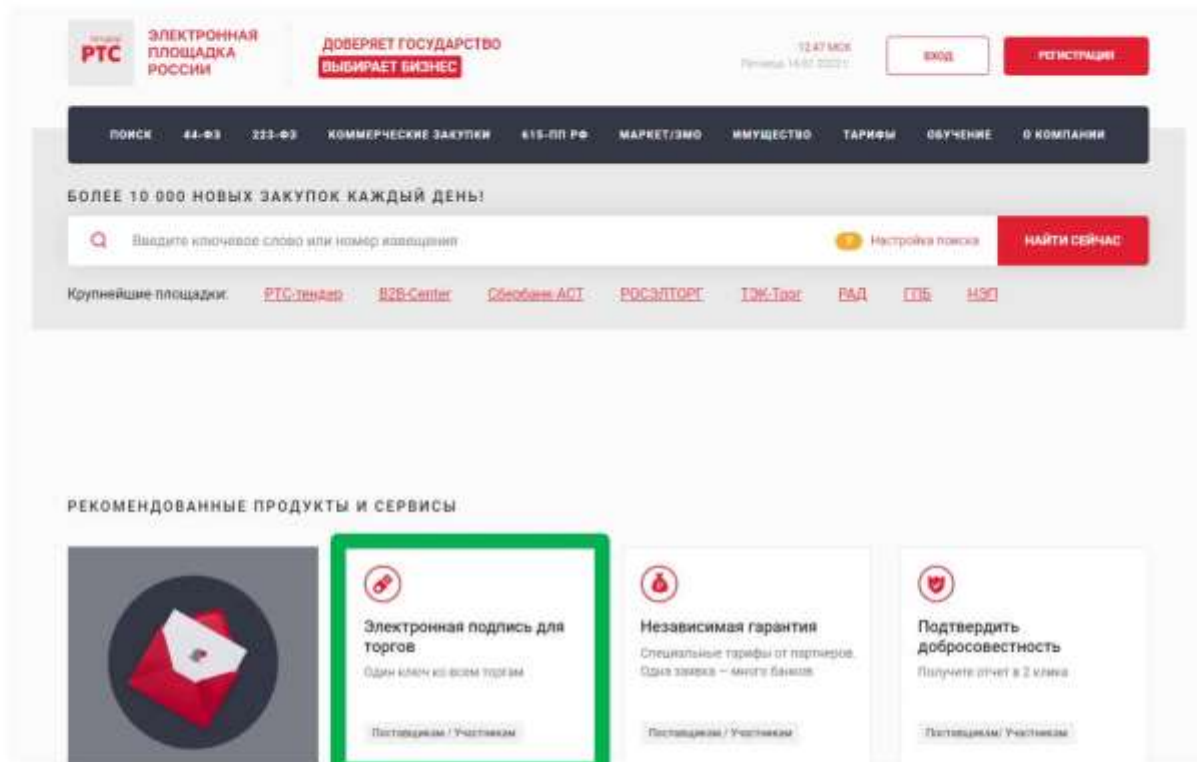 РТС
ЭЛЕКТРОННАЯ
ПЛОЩАДКА
РОССИИ
ДОВЕРЯЕТ ГОСУДАРСТВО
ВЫБИРАЕТ БИЗНЕС
12:47 МСК
ВХОД
РЕГИСТРАЦИЯ
ПОИСК 44-ФЗ 223-ФЗ КОММЕРЧЕСКИЕ ЗАКУПКИ 615-ПП РФ МАРКЕТ/ЭМО ИМУЩЕСТВО ТАРИФЫ ОБУЧЕНИЕ О КОМПАНИИ
БОЛЕЕ 10 000 НОВЫХ ЗАКУПОК КАЖДЫЙ ДЕНЬ!
Введите ключевое слово или номер извещения
Настройка поиска
НАЙТИ СЕЙЧАС
Крупнейшие площадки: РТС-тендер B2B-Center Сбербанк-АСТ РОСЭЛТОРГ ТЭК-Торг РАД ГПБ НЭП
РЕКОМЕНДОВАННЫЕ ПРОДУКТЫ И СЕРВИСЫ
Электронная подпись для
торгов
Один ключ ко всем торгам
Поставщикам / Участникам
Независимая гарантия
Специальные тарифы от партнеров.
Одна заявка — много банков
Поставщикам / Участникам
Подтвердить
добросовестность
Получите отчет в 2 клика
Поставщикам/ Участникам